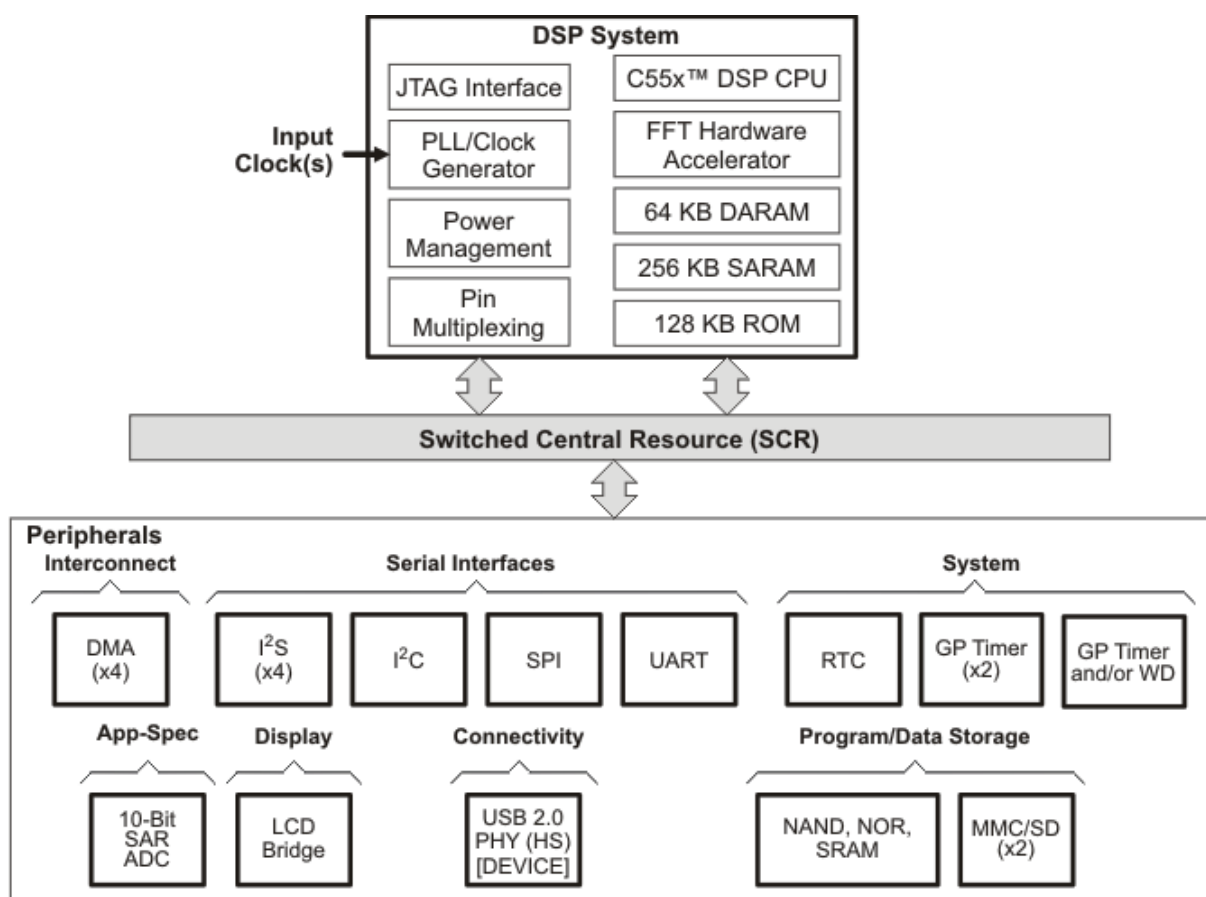 DSP System
JTAG Interface
C55x™ DSP CPU
Input
Clock(s)
PLL/Clock
Generator
FFT Hardware
Accelerator
Power
Management
64 KB DARAM
256 KB SARAM
Pin
Multiplexing
128 KB ROM
Switched Central Resource (SCR)
Peripherals
Interconnect
Serial Interfaces
System
DMA
(x4)
I²S
(x4)
I²C
SPI
UART
RTC
GP Timer
(x2)
GP Timer
and/or WD
App-Spec
Display
Connectivity
Program/Data Storage
10-Bit
SAR
ADC
LCD
Bridge
USB 2.0
PHY (HS)
[DEVICE]
NAND, NOR,
SRAM
MMC/SD
(x2)